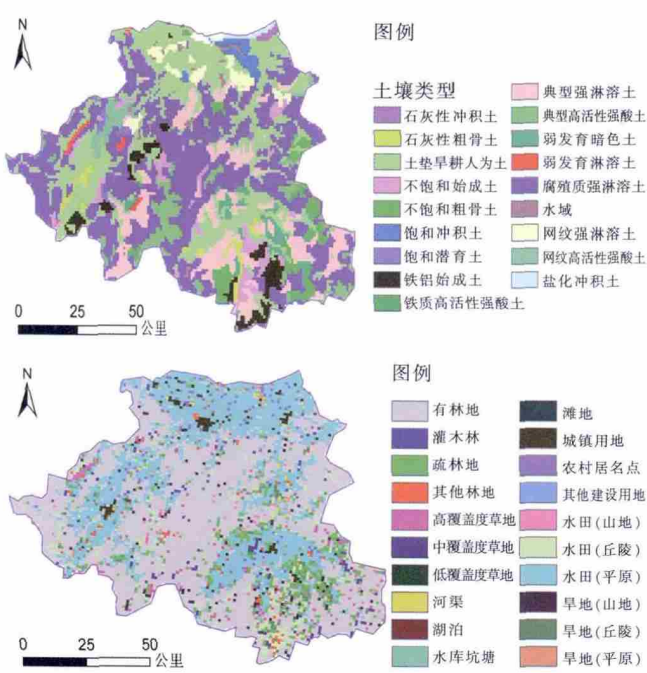 N
图例
土壤类型
石灰性冲积土
石灰性粗骨土
土垫旱耕人为土
不饱和始成土
不饱和粗骨土
饱和冲积土
饱和潜育土
铁铝始成土
铁质高活性强酸土
典型强淋溶土
典型高活性强酸土
弱发育暗色土
弱发育淋溶土
腐殖质强淋溶土
水域
网纹强淋溶土
网纹高活性强酸土
盐化冲积土
0 25 50
公里
N
图例
有林地
灌木林
疏林地
其他林地
高覆盖度草地
中覆盖度草地
低覆盖度草地
河渠
湖泊
水库坑塘
滩地
城镇用地
农村居名点
其他建设用地
水田(山地)
水田(丘陵)
水田(平原)
旱地(山地)
旱地(丘陵)
旱地(平原)
0 25 50
公里